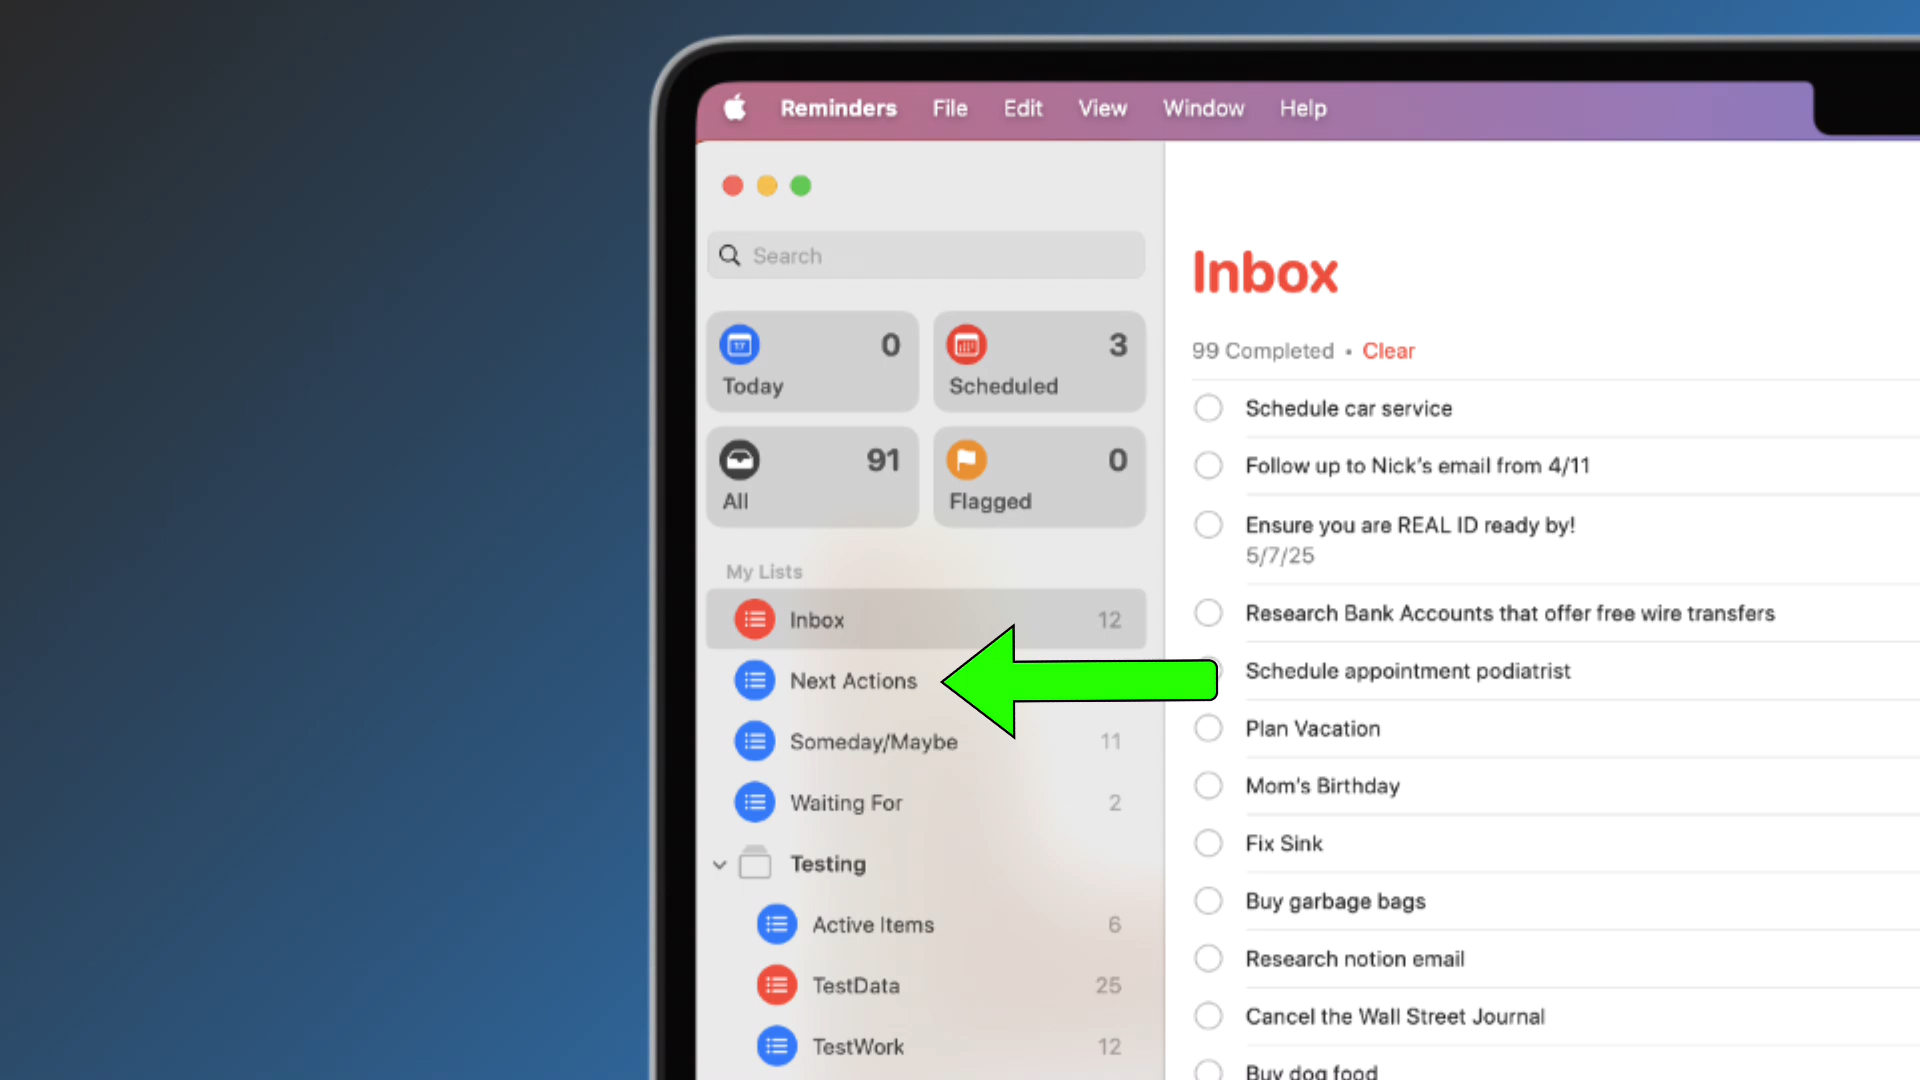 Reminders File Edit View Window Help
Search
Today 0
Scheduled 3
All 91
Flagged 0
My Lists
Inbox 12
Next Actions
Someday/Maybe 11
Waiting For 2
Testing
Active Items 6
TestData 25
TestWork 12
Inbox
99 Completed • Clear
Schedule car service
Follow up to Nick's email from 4/11
Ensure you are REAL ID ready by!
5/7/25
Research Bank Accounts that offer free wire transfers
Schedule appointment podiatrist
Plan Vacation
Mom's Birthday
Fix Sink
Buy garbage bags
Research notion email
Cancel the Wall Street Journal
Buy dog food